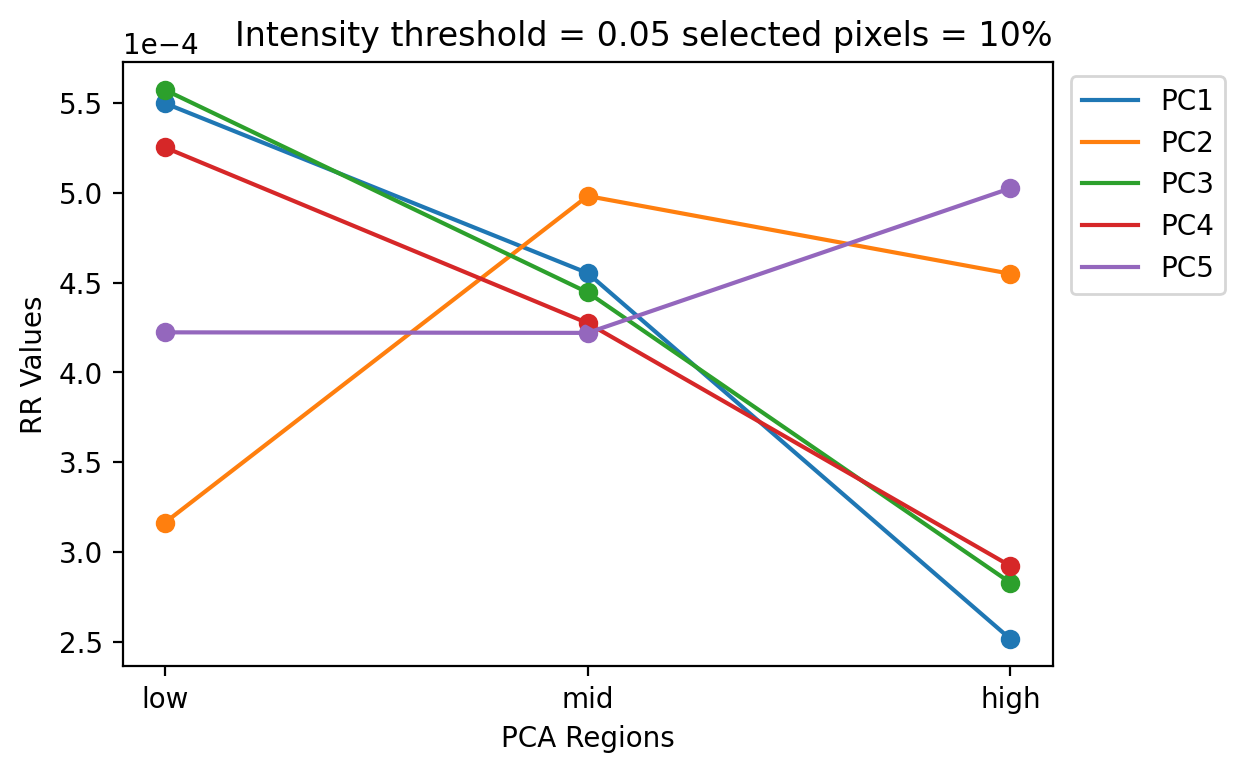 Intensity threshold = 0.05 selected pixels = 10%
1e−4
5.5
5.0
4.5
4.0
3.5
3.0
2.5
RR Values
low mid high
PCA Regions
PC1
PC2
PC3
PC4
PC5